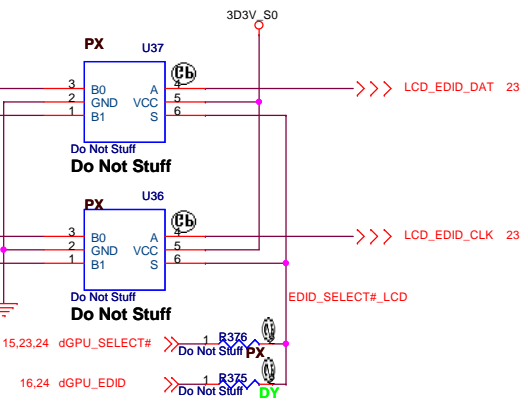 3D3V_S0
PX
U37
3 B0 A 4
2 GND VCC 5
1 B1 S 6
LCD_EDID_DAT 23
Do Not Stuff
Do Not Stuff
PX
U36
3 B0 A 4
2 GND VCC 5
1 B1 S 6
LCD_EDID_CLK 23
Do Not Stuff
Do Not Stuff
EDID_SELECT#_LCD
15,23,24 dGPU_SELECT# 1 R376
Do Not Stuff PX
16,24 dGPU_EDID 1 R375
Do Not Stuff DY